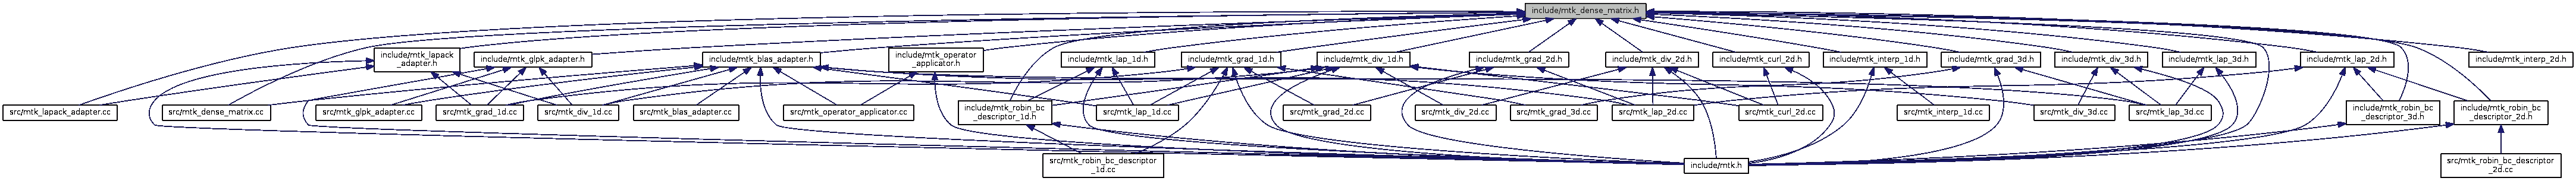 include/mtk_dense_matrix.h
include/mtk_lapack
_adapter.h
include/mtk_glpk_adapter.h
include/mtk_blas_adapter.h
include/mtk_operator
_applicator.h
include/mtk_lap_1d.h
include/mtk_grad_1d.h
include/mtk_div_1d.h
include/mtk_grad_2d.h
include/mtk_div_2d.h
include/mtk_curl_2d.h
include/mtk_interp_1d.h
include/mtk_grad_3d.h
include/mtk_div_3d.h
include/mtk_lap_3d.h
include/mtk_lap_2d.h
include/mtk_interp_2d.h
src/mtk_lapack_adapter.cc
src/mtk_dense_matrix.cc
src/mtk_glpk_adapter.cc
src/mtk_grad_1d.cc
src/mtk_div_1d.cc
src/mtk_blas_adapter.cc
src/mtk_operator_applicator.cc
include/mtk_robin_bc
_descriptor_1d.h
src/mtk_lap_1d.cc
src/mtk_grad_2d.cc
src/mtk_div_2d.cc
src/mtk_grad_3d.cc
src/mtk_lap_2d.cc
src/mtk_curl_2d.cc
src/mtk_interp_1d.cc
src/mtk_div_3d.cc
src/mtk_lap_3d.cc
include/mtk_robin_bc
_descriptor_3d.h
include/mtk_robin_bc
_descriptor_2d.h
src/mtk_robin_bc_descriptor
_1d.cc
include/mtk.h
src/mtk_robin_bc_descriptor
_2d.cc